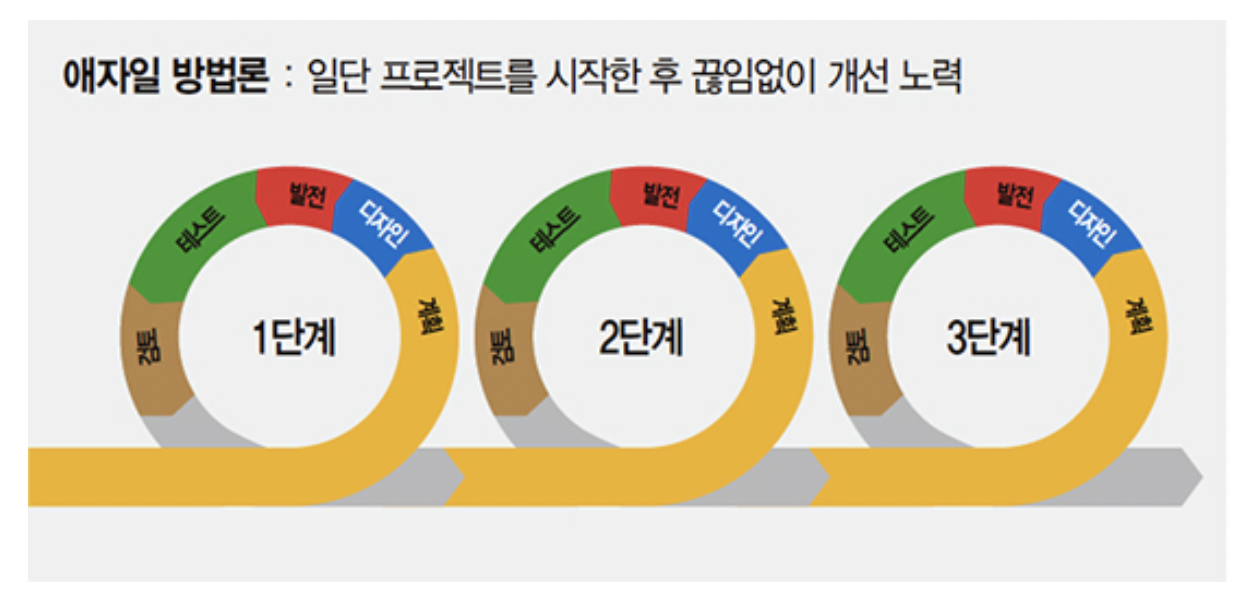 애자일 방법론 : 일단 프로젝트를 시작한 후 끊임없이 개선 노력
계획
디자인
발전
테스트
검토
1단계
계획
디자인
발전
테스트
검토
2단계
계획
디자인
발전
테스트
검토
3단계